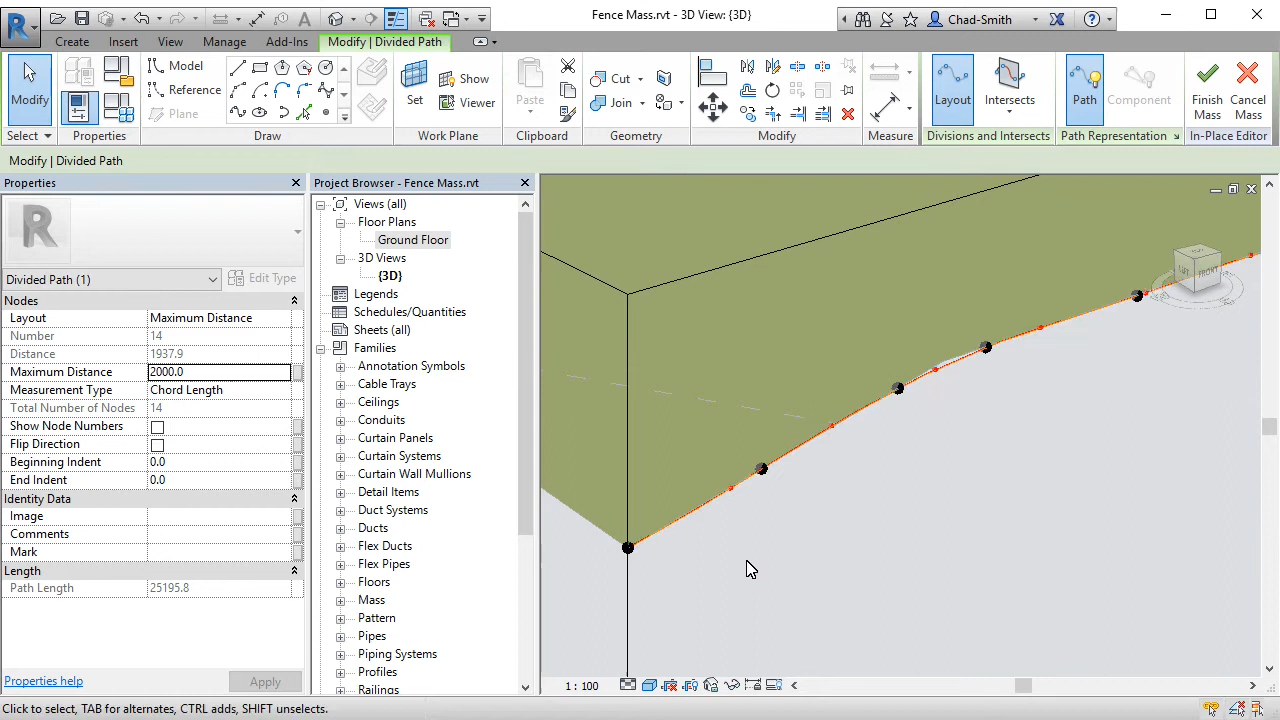 Fence Mass.rvt - 3D View: {3D}
Chad-Smith
Create Insert View Manage Add-Ins Modify | Divided Path
Modify
Model
Reference
Plane
Set
Show
Viewer
Paste
Cut
Join
Layout
Intersects
Path
Component
Finish Mass
Cancel Mass
Select Properties Draw Work Plane Clipboard Geometry Modify Measure Divisions and Intersects Path Representation In-Place Editor
Modify | Divided Path
Properties
R
Divided Path (1)
Edit Type
Nodes
Layout Maximum Distance
Number 14
Distance 1937.9
Maximum Distance 2000.0
Measurement Type Chord Length
Total Number of Nodes 14
Show Node Numbers
Flip Direction
Beginning Indent 0.0
End Indent 0.0
Identity Data
Image
Comments
Mark
Length
Path Length 25195.8
Properties help
Apply
Project Browser - Fence Mass.rvt
Views (all)
Floor Plans
Ground Floor
3D Views
{3D}
Legends
Schedules/Quantities
Sheets (all)
Families
Annotation Symbols
Cable Trays
Ceilings
Conduits
Curtain Panels
Curtain Systems
Curtain Wall Mullions
Detail Items
Duct Systems
Ducts
Flex Ducts
Flex Pipes
Floors
Mass
Pattern
Pipes
Piping Systems
Profiles
Railings
FRONT
1 : 100
Click to select, TAB for alternates, CTRL adds, SHIFT unselects.